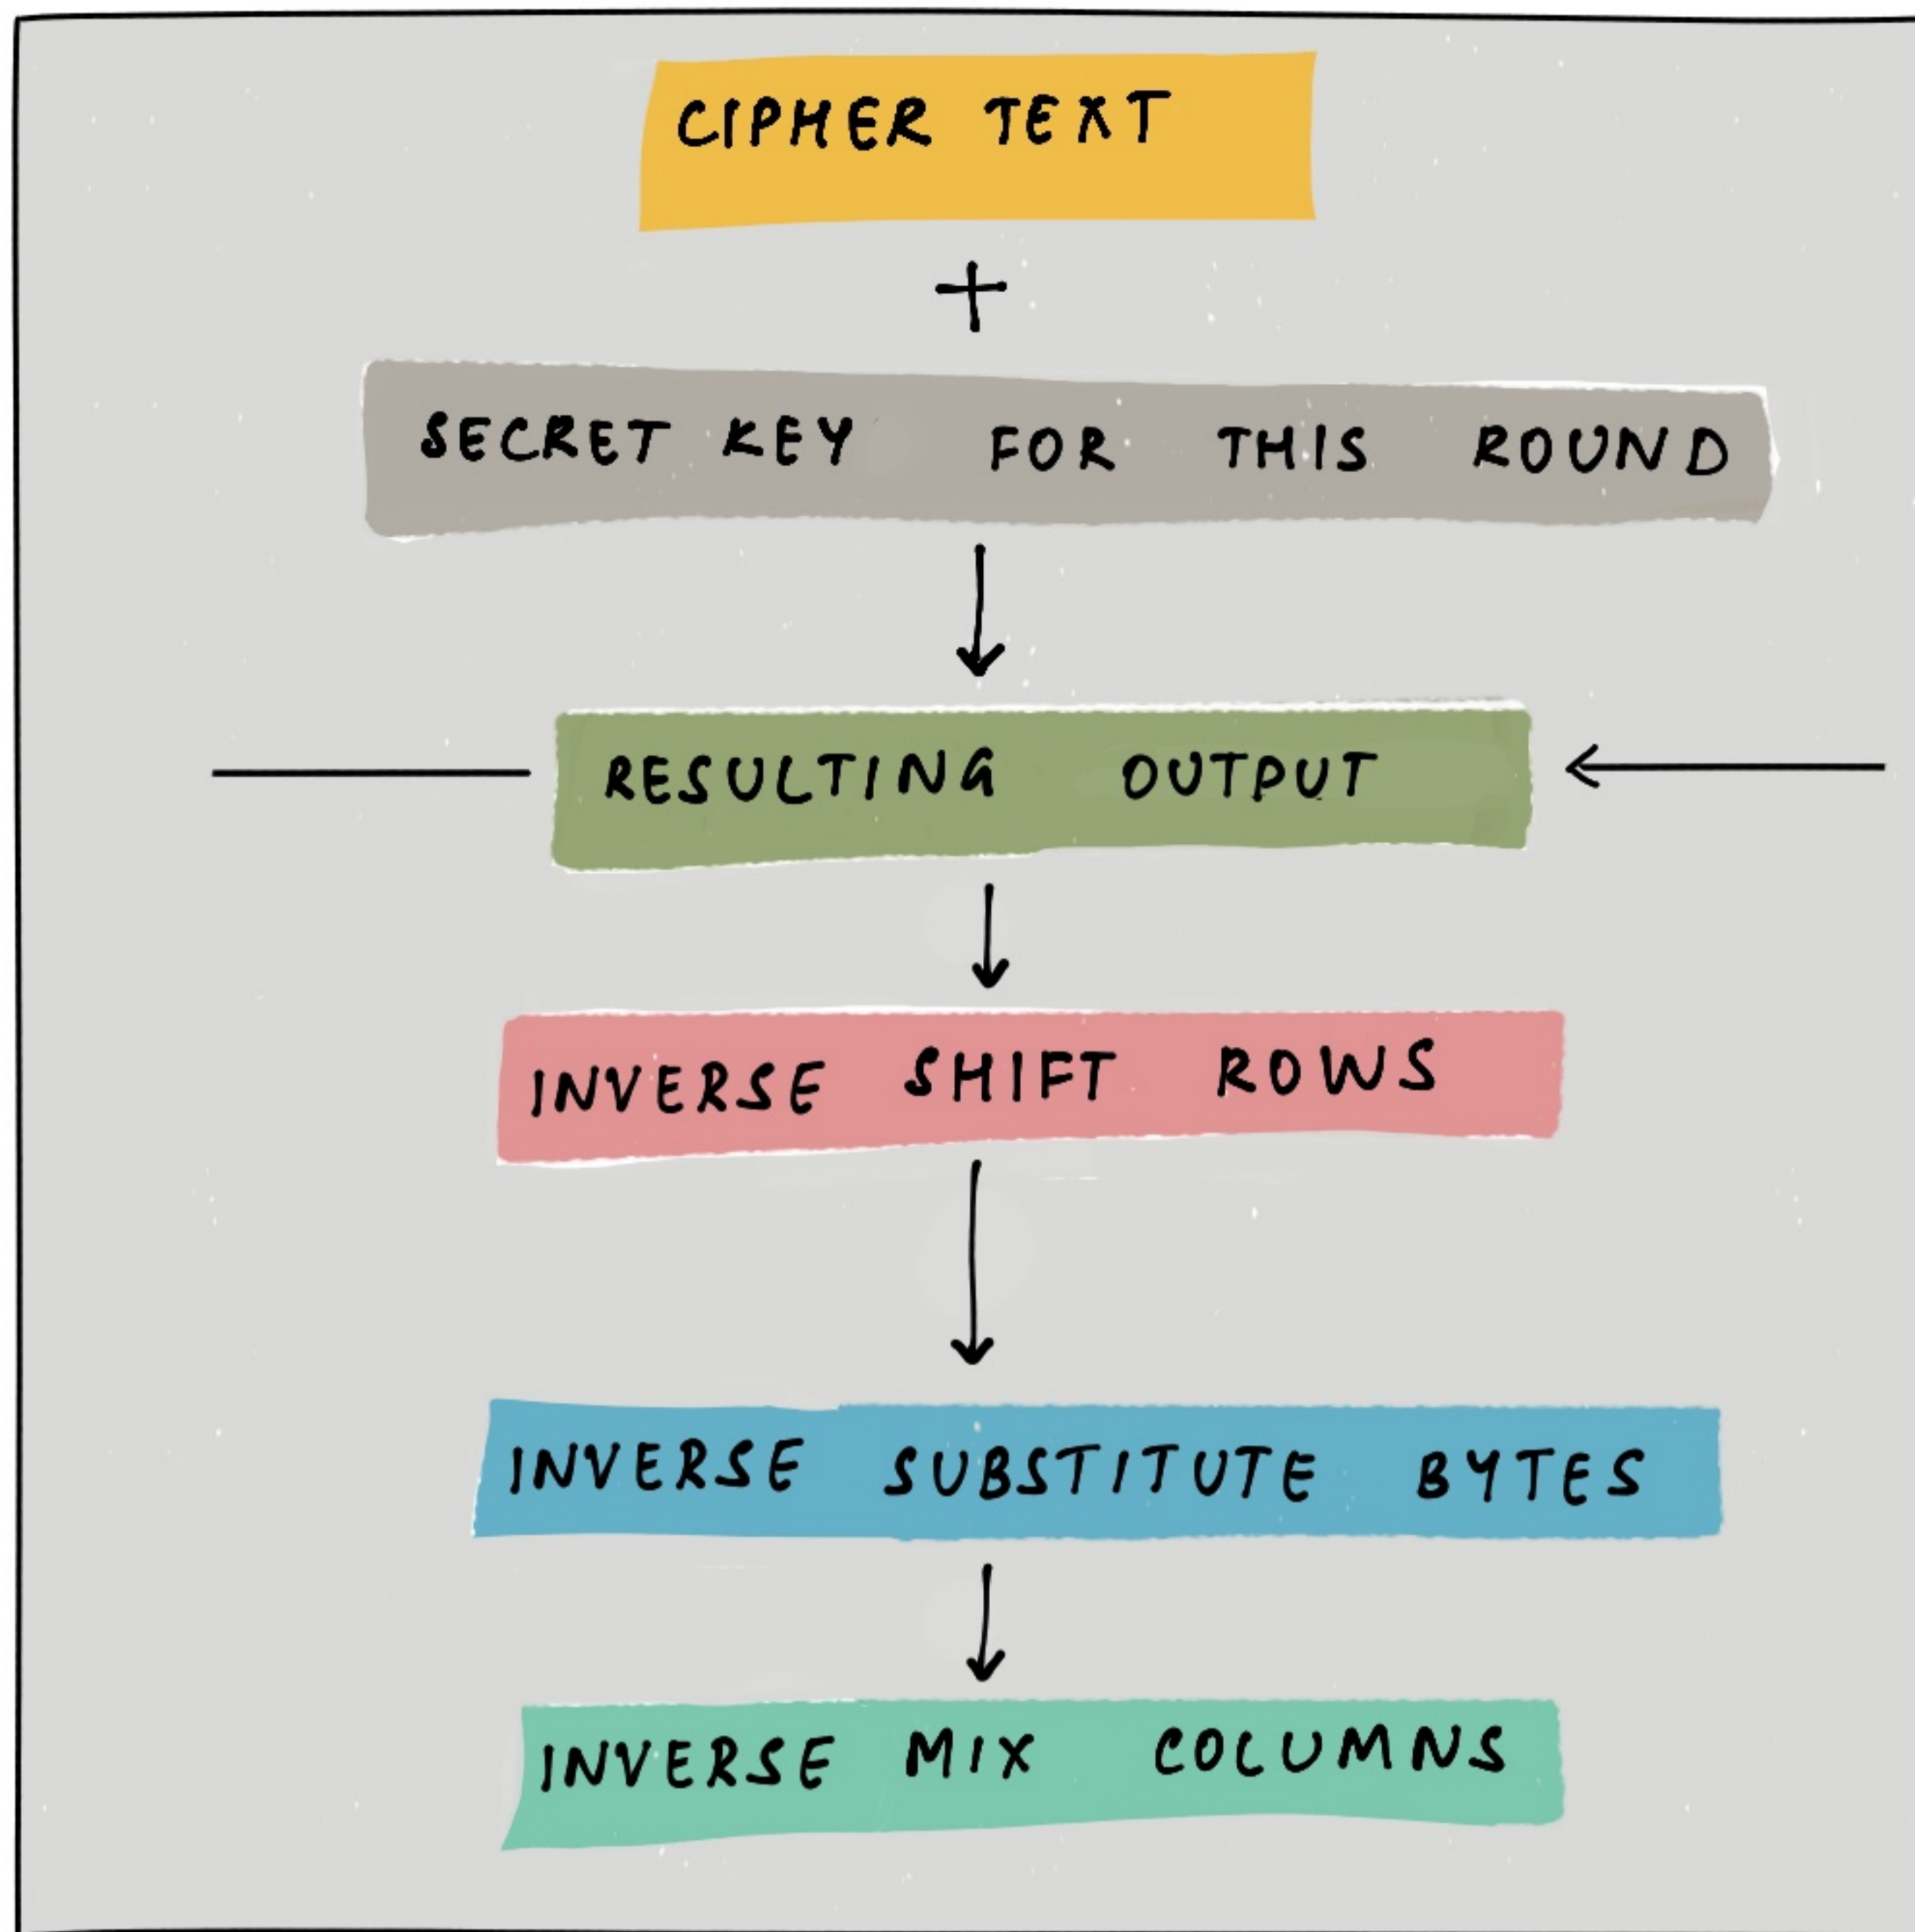 CIPHER TEXT
+
SECRET KEY FOR THIS ROUND
RESULTING OUTPUT
INVERSE SHIFT ROWS
INVERSE SUBSTITUTE BYTES
INVERSE MIX COLUMNS